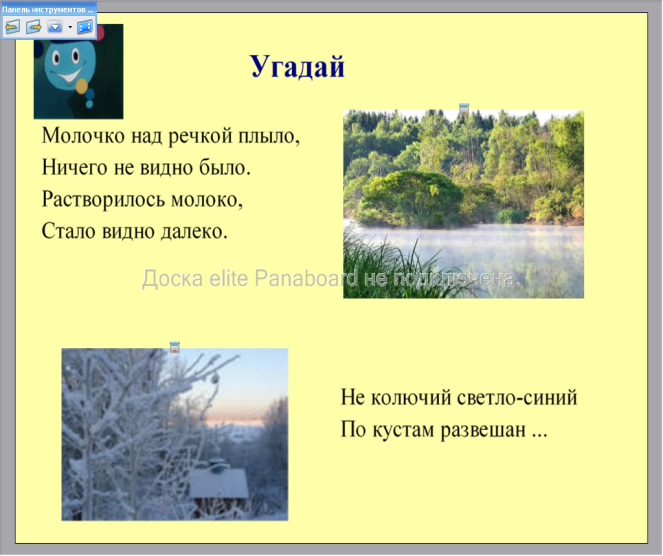 Панель инструментов ...
Угадай
Молочко над речкой плыло,
Ничего не видно было.
Растворилось молоко,
Стало видно далеко.
Доска elite Panaboard не подключена.
Не колючий светло-синий
По кустам развешан ...